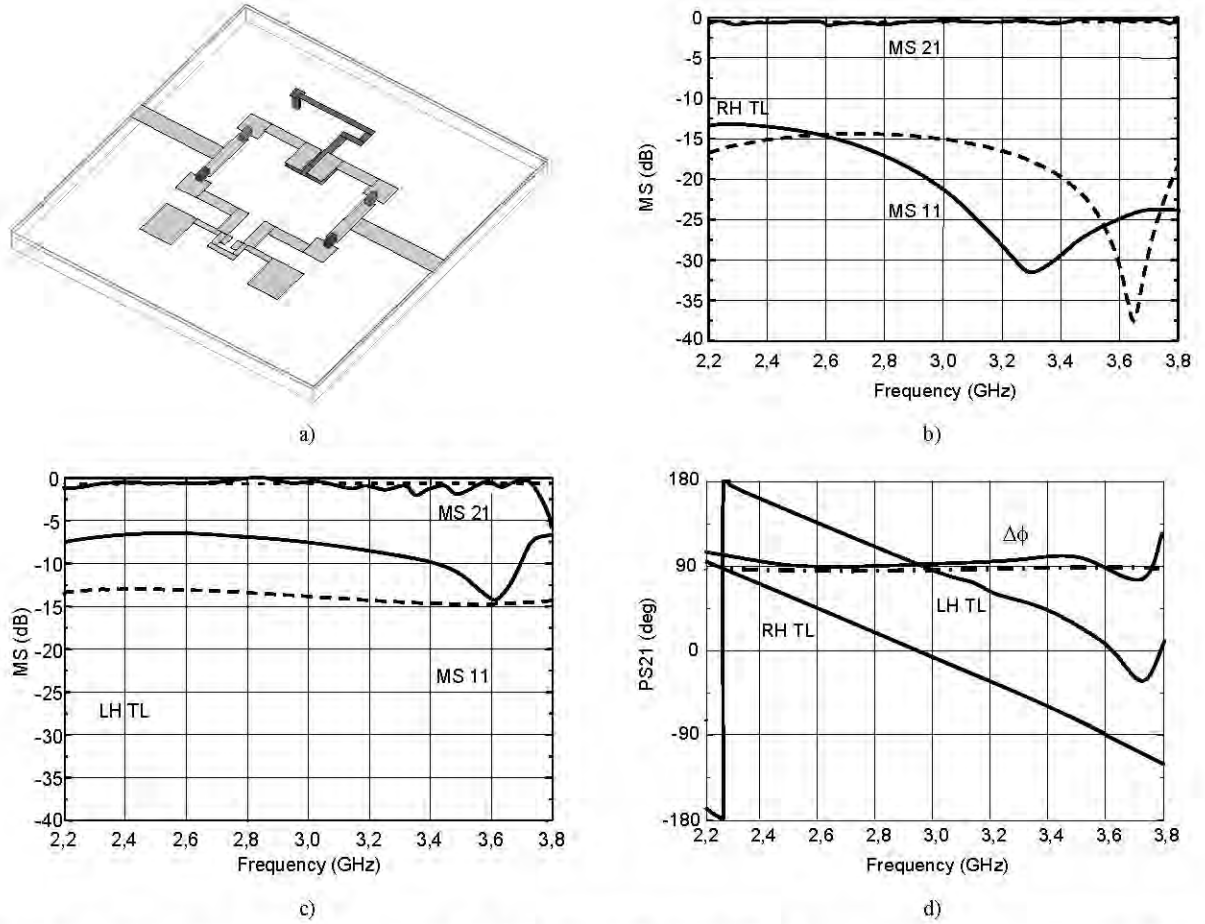 a)
0
-5
-10
-15
-20
-25
-30
-35
-40
MS (dB)
MS 21
RH TL
MS 11
2,2 2,4 2,6 2,8 3,0 3,2 3,4 3,6 3,8
Frequency (GHz)
b)
0
-5
-10
-15
-20
-25
-30
-35
-40
MS (dB)
MS 21
MS 11
LH TL
2,2 2,4 2,6 2,8 3,0 3,2 3,4 3,6 3,8
Frequency (GHz)
c)
180
90
0
-90
-180
PS21 (deg)
Δϕ
LH TL
RH TL
2,2 2,4 2,6 2,8 3,0 3,2 3,4 3,6 3,8
Frequency (GHz)
d)